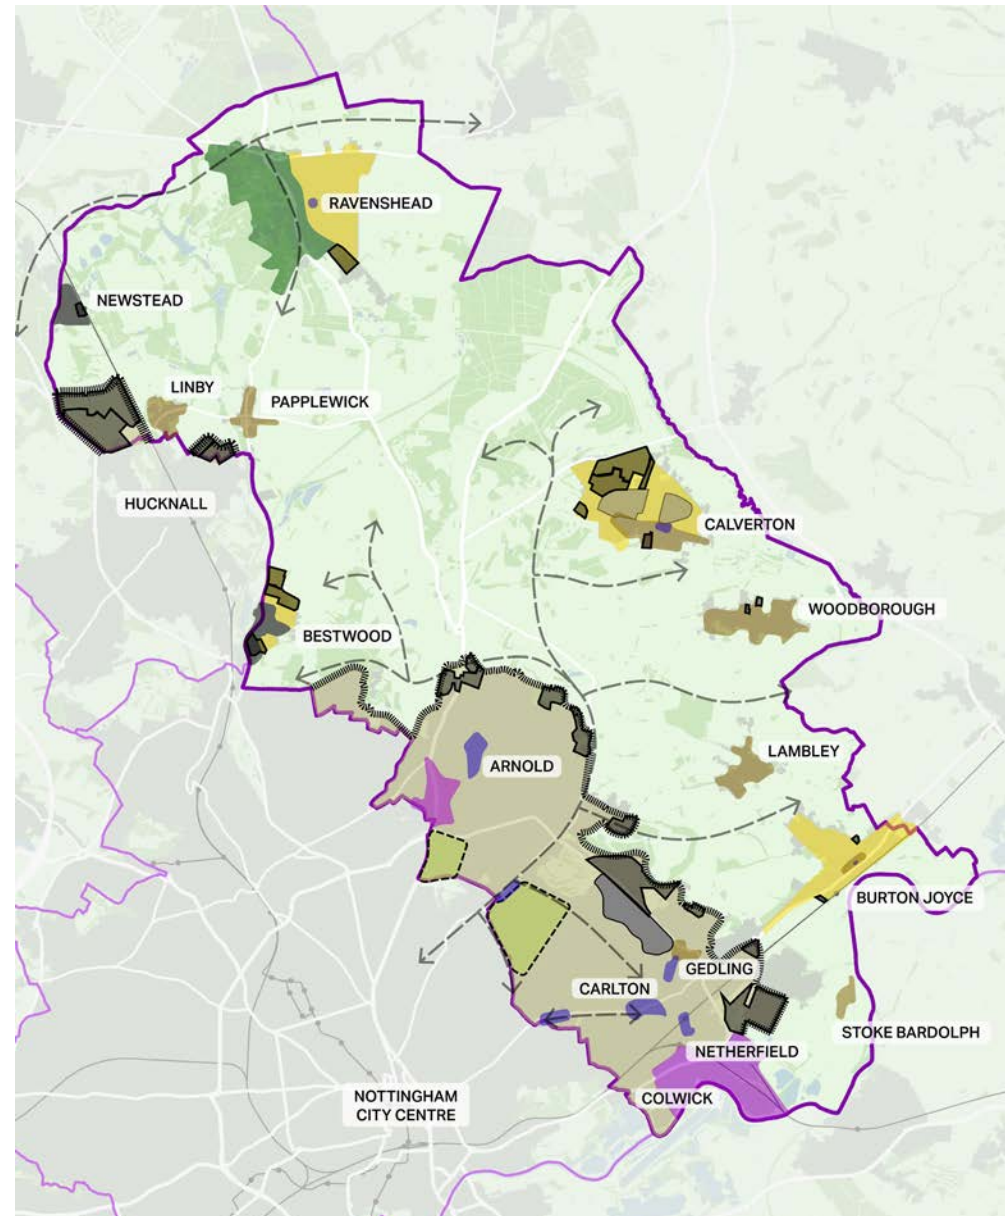 RAVENSHEAD
NEWSTEAD
LINBY
PAPPLEWICK
HUCKNALL
CALVERTON
WOODBOROUGH
BESTWOOD
LAMBLEY
ARNOLD
BURTON JOYCE
GEDLING
CARLTON
STOKE BARDOLPH
NETHERFIELD
COLWICK
NOTTINGHAM
CITY CENTRE